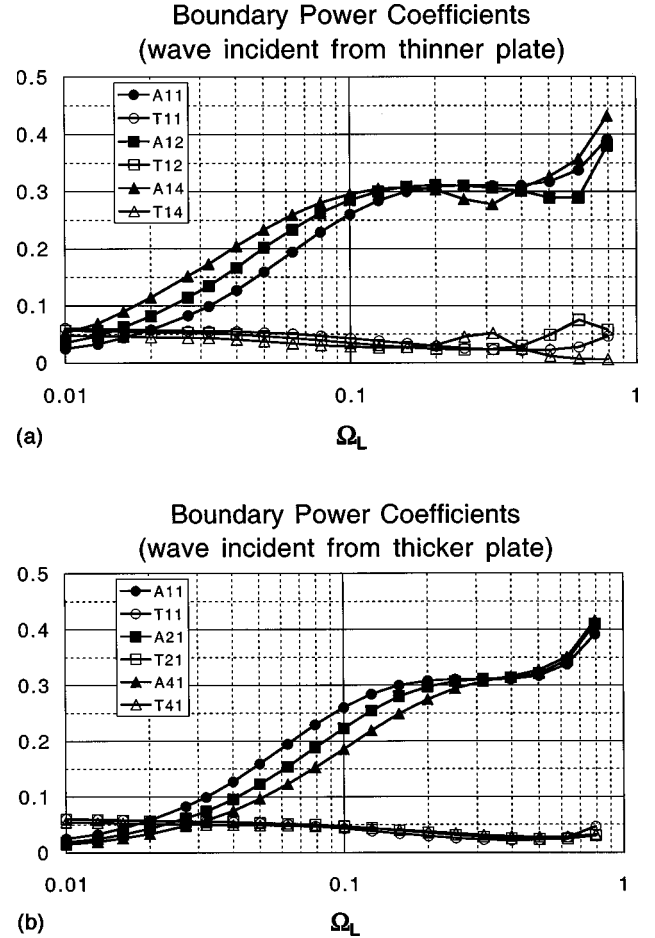 Boundary Power Coefficients
(wave incident from thinner plate)
0.5
0.4
0.3
0.2
0.1
0
A11
T11
A12
T12
A14
T14
0.01 0.1 1
(a) Ω_L
Boundary Power Coefficients
(wave incident from thicker plate)
0.5
0.4
0.3
0.2
0.1
0
A11
T11
A21
T21
A41
T41
0.01 0.1 1
(b) Ω_L